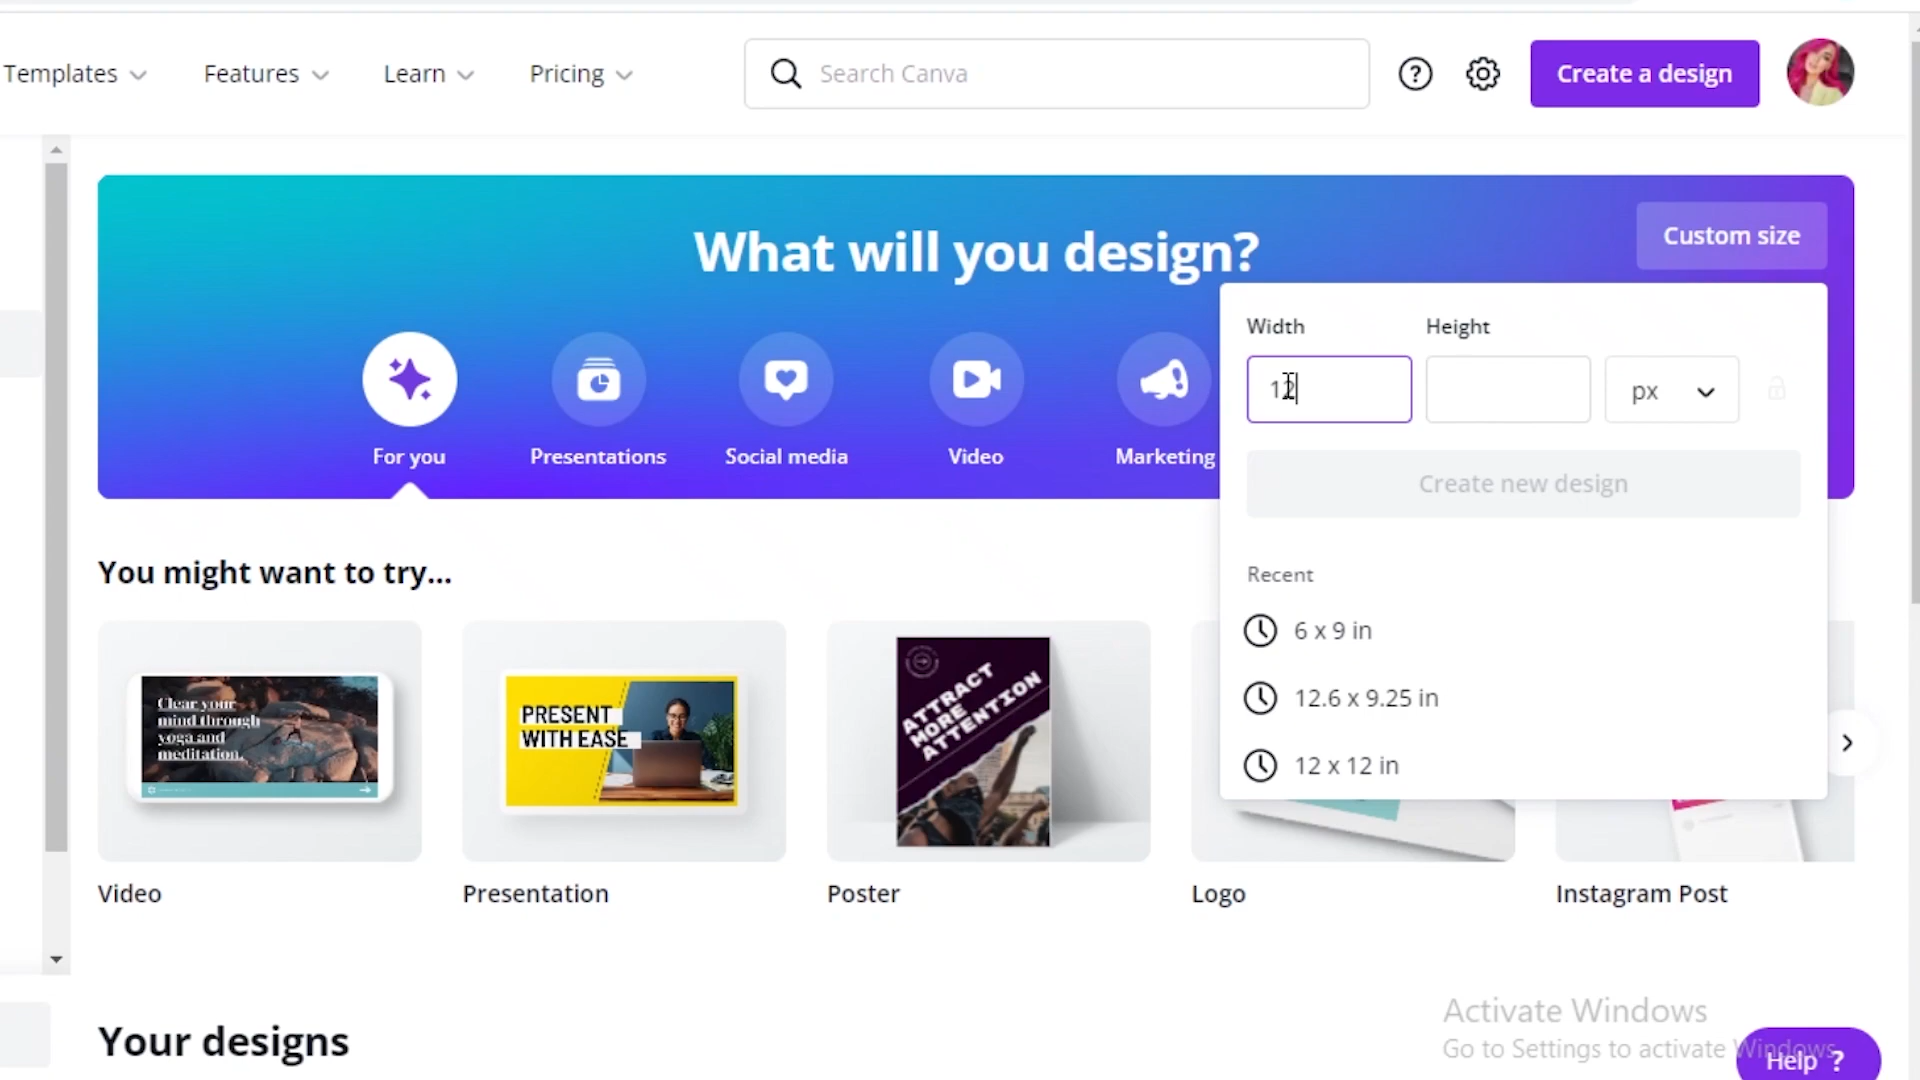 Templates
Features
Learn
Pricing
Search Canva
Create a design
What will you design?
Custom size
Width
Height
12
px
For you
Presentations
Social media
Video
Marketing
Create new design
Recent
6 x 9 in
12.6 x 9.25 in
12 x 12 in
You might want to try...
Clear your
mind through
yoga and
meditation.
PRESENT
WITH EASE
ATTRACT
MORE
ATTENTION
Video
Presentation
Poster
Logo
Instagram Post
Your designs
Activate Windows
Go to Settings to activate Windows.
Help ?